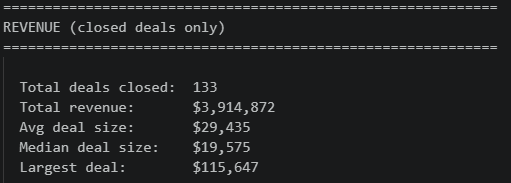 ==============================================================
REVENUE (closed deals only)
==============================================================
Total deals closed: 133
Total revenue: $3,914,872
Avg deal size: $29,435
Median deal size: $19,575
Largest deal: $115,647